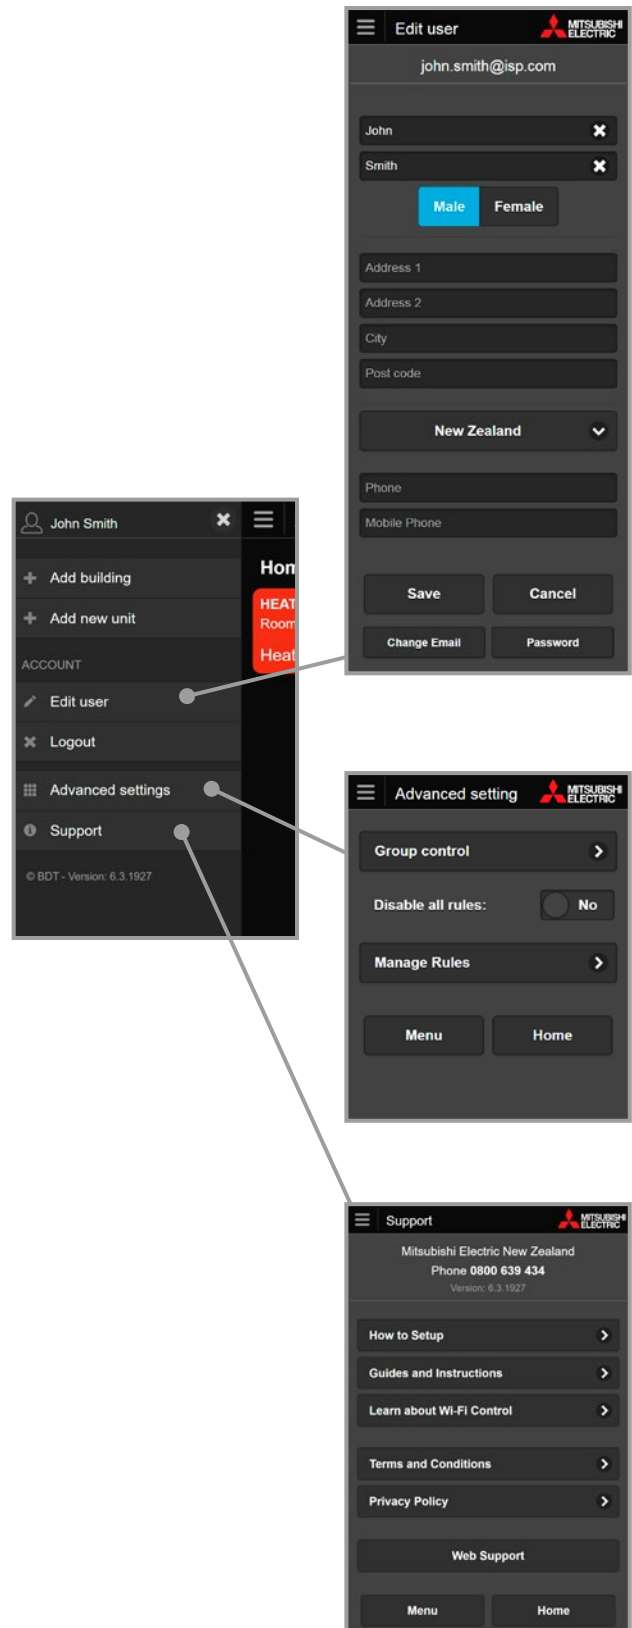 Edit user
MITSUBISHI
ELECTRIC
john.smith@isp.com
John
Smith
Male Female
Address 1
Address 2
City
Post code
New Zealand
Phone
Mobile Phone
Save Cancel
Change Email Password
John Smith
Add building
Add new unit
ACCOUNT
Edit user
Logout
Advanced settings
Support
© BDT - Version: 6.3.1927
Hom
HEAT
Room
Heat
Advanced setting
MITSUBISHI
ELECTRIC
Group control
Disable all rules: No
Manage Rules
Menu Home
Support
MITSUBISHI
ELECTRIC
Mitsubishi Electric New Zealand
Phone 0800 639 434
Version: 6.3.1927
How to Setup
Guides and Instructions
Learn about Wi-Fi Control
Terms and Conditions
Privacy Policy
Web Support
Menu Home